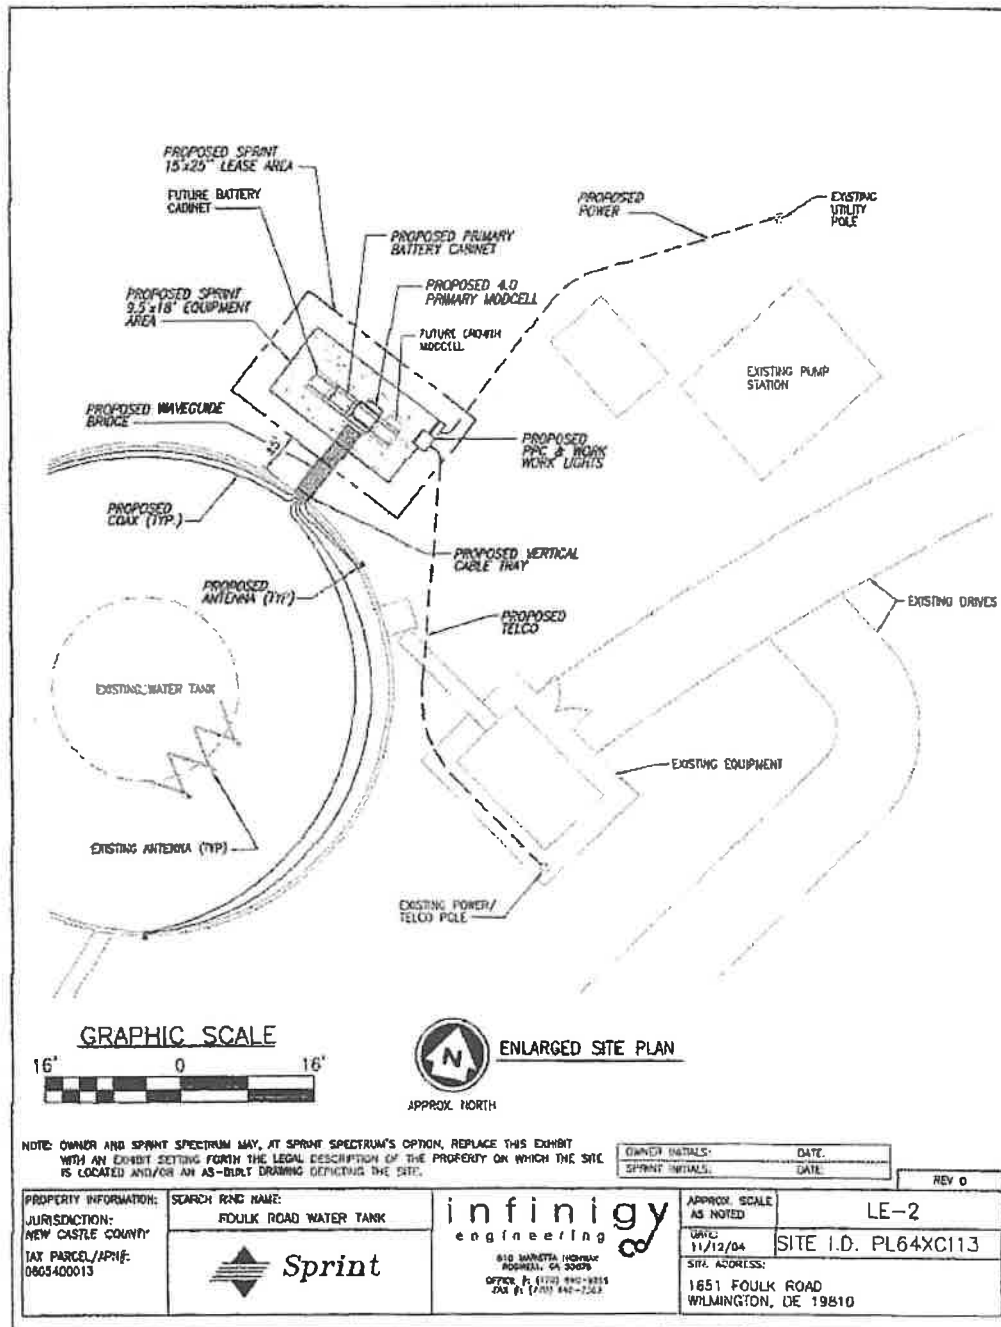 PROPOSED SPRINT
15'x25' LEASE AREA
FUTURE BATTERY
CABINET
PROPOSED PRIMARY
BATTERY CABINET
PROPOSED SPRINT
9.5'x18' EQUIPMENT
AREA
PROPOSED 4.0
PRIMARY MODCELL
FUTURE GROWTH
MODCELL
PROPOSED
POWER
EXISTING
UTILITY
POLE
EXISTING PUMP
STATION
PROPOSED WAVEGUIDE
BRIDGE
PROPOSED
PPC & WORK
WORK LIGHTS
PROPOSED
COAX (TYP.)
PROPOSED VERTICAL
CABLE TRAY
PROPOSED
ANTENNA (TYP)
PROPOSED
TELCO
EXISTING DRIVES
EXISTING WATER TANK
EXISTING EQUIPMENT
EXISTING ANTENNA (TYP)
EXISTING POWER/
TELCO POLE
GRAPHIC SCALE
16' 0 16'
N
ENLARGED SITE PLAN
APPROX. NORTH
NOTE: OWNER AND SPRINT SPECTRUM MAY, AT SPRINT SPECTRUM'S OPTION, REPLACE THIS EXHIBIT
WITH AN EXHIBIT SETTING FORTH THE LEGAL DESCRIPTION OF THE PROPERTY ON WHICH THE SITE
IS LOCATED AND/OR AN AS-BUILT DRAWING DEPICTING THE SITE.
OWNER INITIALS: DATE:
SPRINT INITIALS: DATE:
REV 0
PROPERTY INFORMATION:
JURISDICTION:
NEW CASTLE COUNTY
TAX PARCEL/APN#:
0605400013
SEARCH RING NAME:
FOULK ROAD WATER TANK
Sprint
infinigy
engineering
610 MARIETTA HIGHWAY
ROSWELL, GA 30075
APPROX. SCALE
AS NOTED
LE-2
DATE:
11/12/04
SITE I.D. PL64XC113
SITE ADDRESS:
1651 FOULK ROAD
WILMINGTON, DE 19810